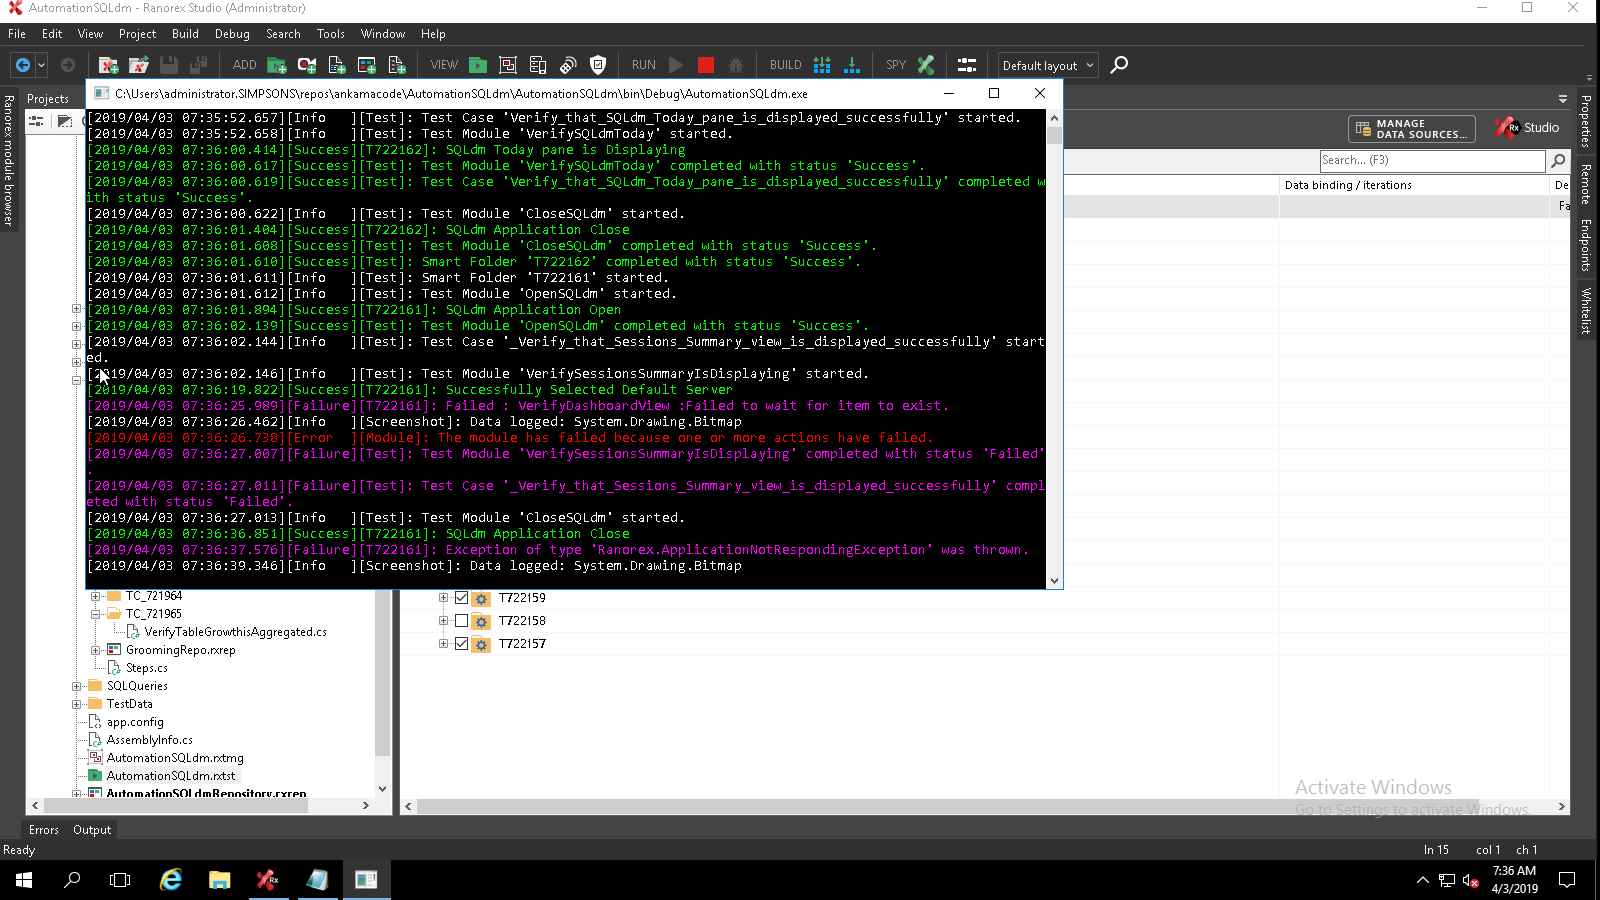 AutomationSQLdm - Ranorex Studio (Administrator)
File Edit View Project Build Debug Search Tools Window Help
ADD VIEW RUN BUILD SPY Default layout
Projects
C:\Users\administrator.SIMPSONS\repos\ankamacode\AutomationSQLdm\AutomationSQLdm\bin\Debug\AutomationSQLdm.exe
[2019/04/03 07:35:52.657][Info   ][Test]: Test Case 'Verify_that_SQLdm_Today_pane_is_displayed_successfully' started.
[2019/04/03 07:35:52.658][Info   ][Test]: Test Module 'VerifySQLdmToday' started.
[2019/04/03 07:36:00.414][Success][T722162]: SQLdm Today pane is Displaying
[2019/04/03 07:36:00.617][Success][Test]: Test Module 'VerifySQLdmToday' completed with status 'Success'.
[2019/04/03 07:36:00.619][Success][Test]: Test Case 'Verify_that_SQLdm_Today_pane_is_displayed_successfully' completed w
ith status 'Success'.
[2019/04/03 07:36:00.622][Info   ][Test]: Test Module 'CloseSQLdm' started.
[2019/04/03 07:36:01.404][Success][T722162]: SQLdm Application Close
[2019/04/03 07:36:01.608][Success][Test]: Test Module 'CloseSQLdm' completed with status 'Success'.
[2019/04/03 07:36:01.610][Success][Test]: Smart Folder 'T722162' completed with status 'Success'.
[2019/04/03 07:36:01.611][Info   ][Test]: Smart Folder 'T722161' started.
[2019/04/03 07:36:01.612][Info   ][Test]: Test Module 'OpenSQLdm' started.
[2019/04/03 07:36:01.894][Success][T722161]: SQLdm Application Open
[2019/04/03 07:36:02.139][Success][Test]: Test Module 'OpenSQLdm' completed with status 'Success'.
[2019/04/03 07:36:02.144][Info   ][Test]: Test Case '_Verify_that_Sessions_Summary_view_is_displayed_successfully' start
ed.
[2019/04/03 07:36:02.146][Info   ][Test]: Test Module 'VerifySessionsSummaryIsDisplaying' started.
[2019/04/03 07:36:19.822][Success][T722161]: Successfully Selected Default Server
[2019/04/03 07:36:25.989][Failure][T722161]: Failed : VerifyDashboardView :Failed to wait for item to exist.
[2019/04/03 07:36:26.462][Info   ][Screenshot]: Data logged: System.Drawing.Bitmap
[2019/04/03 07:36:26.738][Error  ][Module]: The module has failed because one or more actions have failed.
[2019/04/03 07:36:27.007][Failure][Test]: Test Module 'VerifySessionsSummaryIsDisplaying' completed with status 'Failed'
.
[2019/04/03 07:36:27.011][Failure][Test]: Test Case '_Verify_that_Sessions_Summary_view_is_displayed_successfully' compl
eted with status 'Failed'.
[2019/04/03 07:36:27.013][Info   ][Test]: Test Module 'CloseSQLdm' started.
[2019/04/03 07:36:36.851][Success][T722161]: SQLdm Application Close
[2019/04/03 07:36:37.576][Failure][T722161]: Exception of type 'Ranorex.ApplicationNotRespondingException' was thrown.
[2019/04/03 07:36:39.346][Info   ][Screenshot]: Data logged: System.Drawing.Bitmap
Ranorex module browser
MANAGE
DATA SOURCES...
Rx Studio
Search... (F3)
Data binding / iterations
De
Fa
Properties
Remote Endpoints
Whitelist
TC_721964
TC_721965
VerifyTableGrowthisAggregated.cs
GroomingRepo.rxrep
Steps.cs
SQLQueries
TestData
app.config
AssemblyInfo.cs
AutomationSQLdm.rxtmg
AutomationSQLdm.rxtst
AutomationSQLdmRepository.rxrep
T722159
T722158
T722157
Activate Windows
Go to Settings to activate Windows.
Errors Output
Ready
ln 15 col 1 ch 1
7:36 AM
4/3/2019